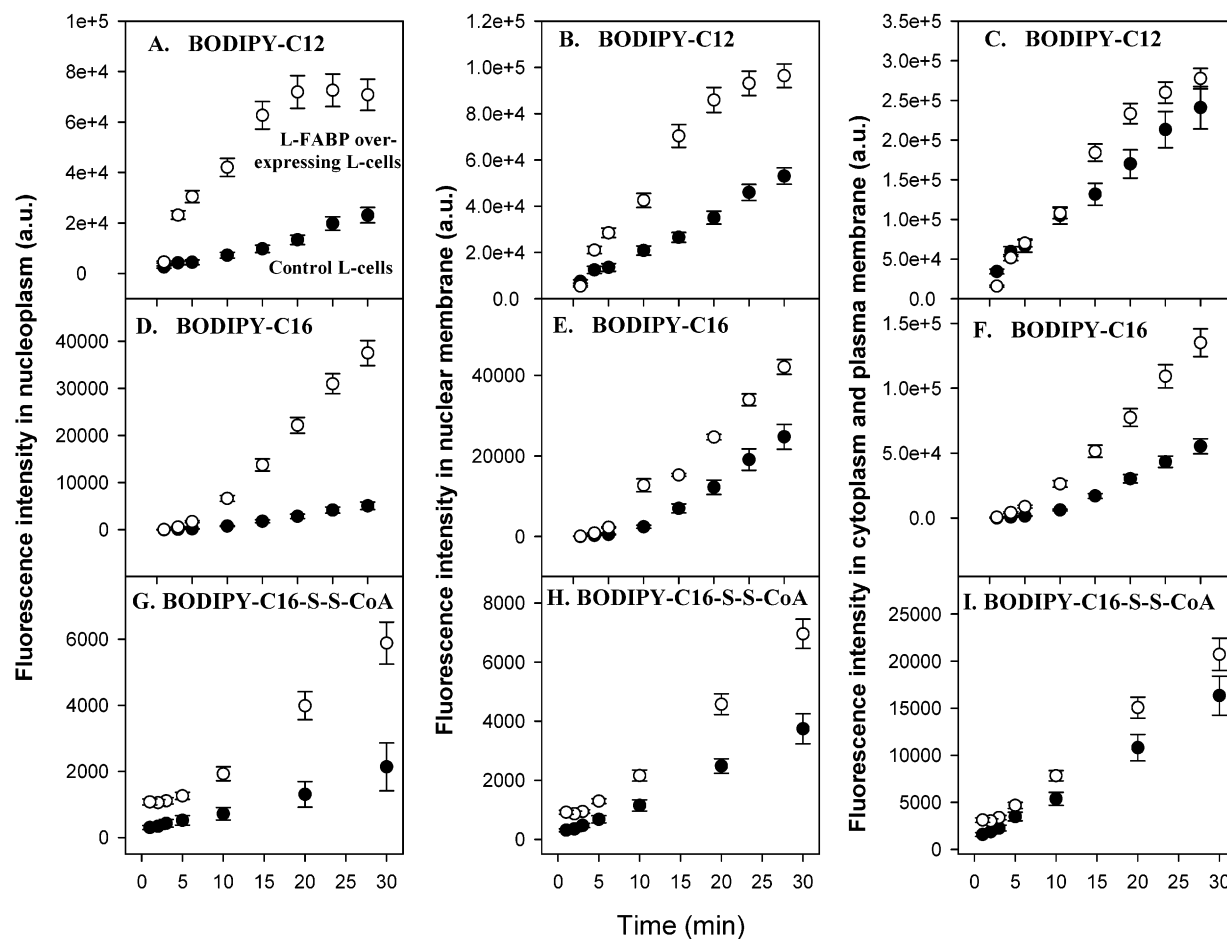 Fluorescence intensity in nucleoplasm (a.u.)
Fluorescence intensity in nuclear membrane (a.u.)
Fluorescence intensity in cytoplasm and plasma membrane (a.u.)
A. BODIPY-C12
1e+5
8e+4
6e+4
4e+4
2e+4
0
L-FABP over-
expressing L-cells
Control L-cells
B. BODIPY-C12
1.2e+5
1.0e+5
8.0e+4
6.0e+4
4.0e+4
2.0e+4
0.0
C. BODIPY-C12
3.5e+5
3.0e+5
2.5e+5
2.0e+5
1.5e+5
1.0e+5
5.0e+4
0.0
D. BODIPY-C16
40000
30000
20000
10000
0
E. BODIPY-C16
40000
20000
0
F. BODIPY-C16
1.5e+5
1.0e+5
5.0e+4
0.0
G. BODIPY-C16-S-S-CoA
6000
4000
2000
0
0 5 10 15 20 25 30
H. BODIPY-C16-S-S-CoA
8000
6000
4000
2000
0
0 5 10 15 20 25 30
I. BODIPY-C16-S-S-CoA
25000
20000
15000
10000
5000
0
0 5 10 15 20 25 30
Time (min)